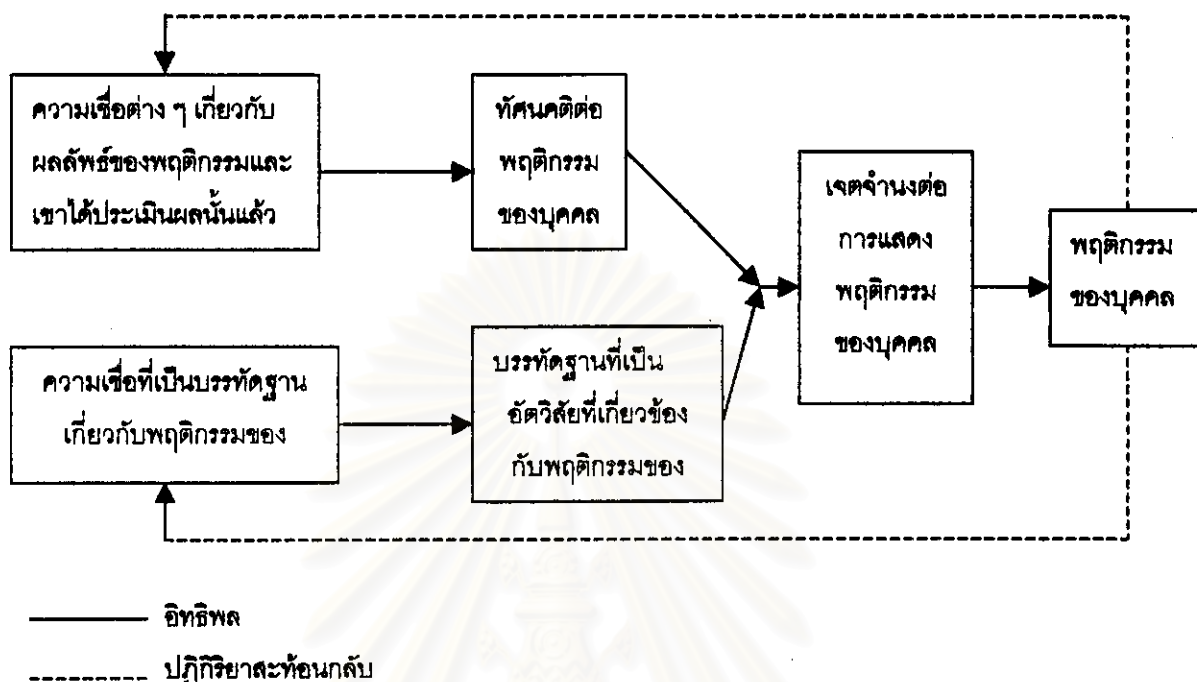 ความเชื่อต่าง ๆ เกี่ยวกับ
ผลลัพธ์ของพฤติกรรมและ
เขาได้ประเมินผลนั้นแล้ว
ทัศนคติต่อ
พฤติกรรม
ของบุคคล
เจตจำนงต่อ
การแสดง
พฤติกรรม
ของบุคคล
พฤติกรรม
ของบุคคล
ความเชื่อที่เป็นบรรทัดฐาน
เกี่ยวกับพฤติกรรมของ
บรรทัดฐานที่เป็น
อัตวิสัยที่เกี่ยวข้อง
กับพฤติกรรมของ
อิทธิพล
ปฏิกิริยาสะท้อนกลับ